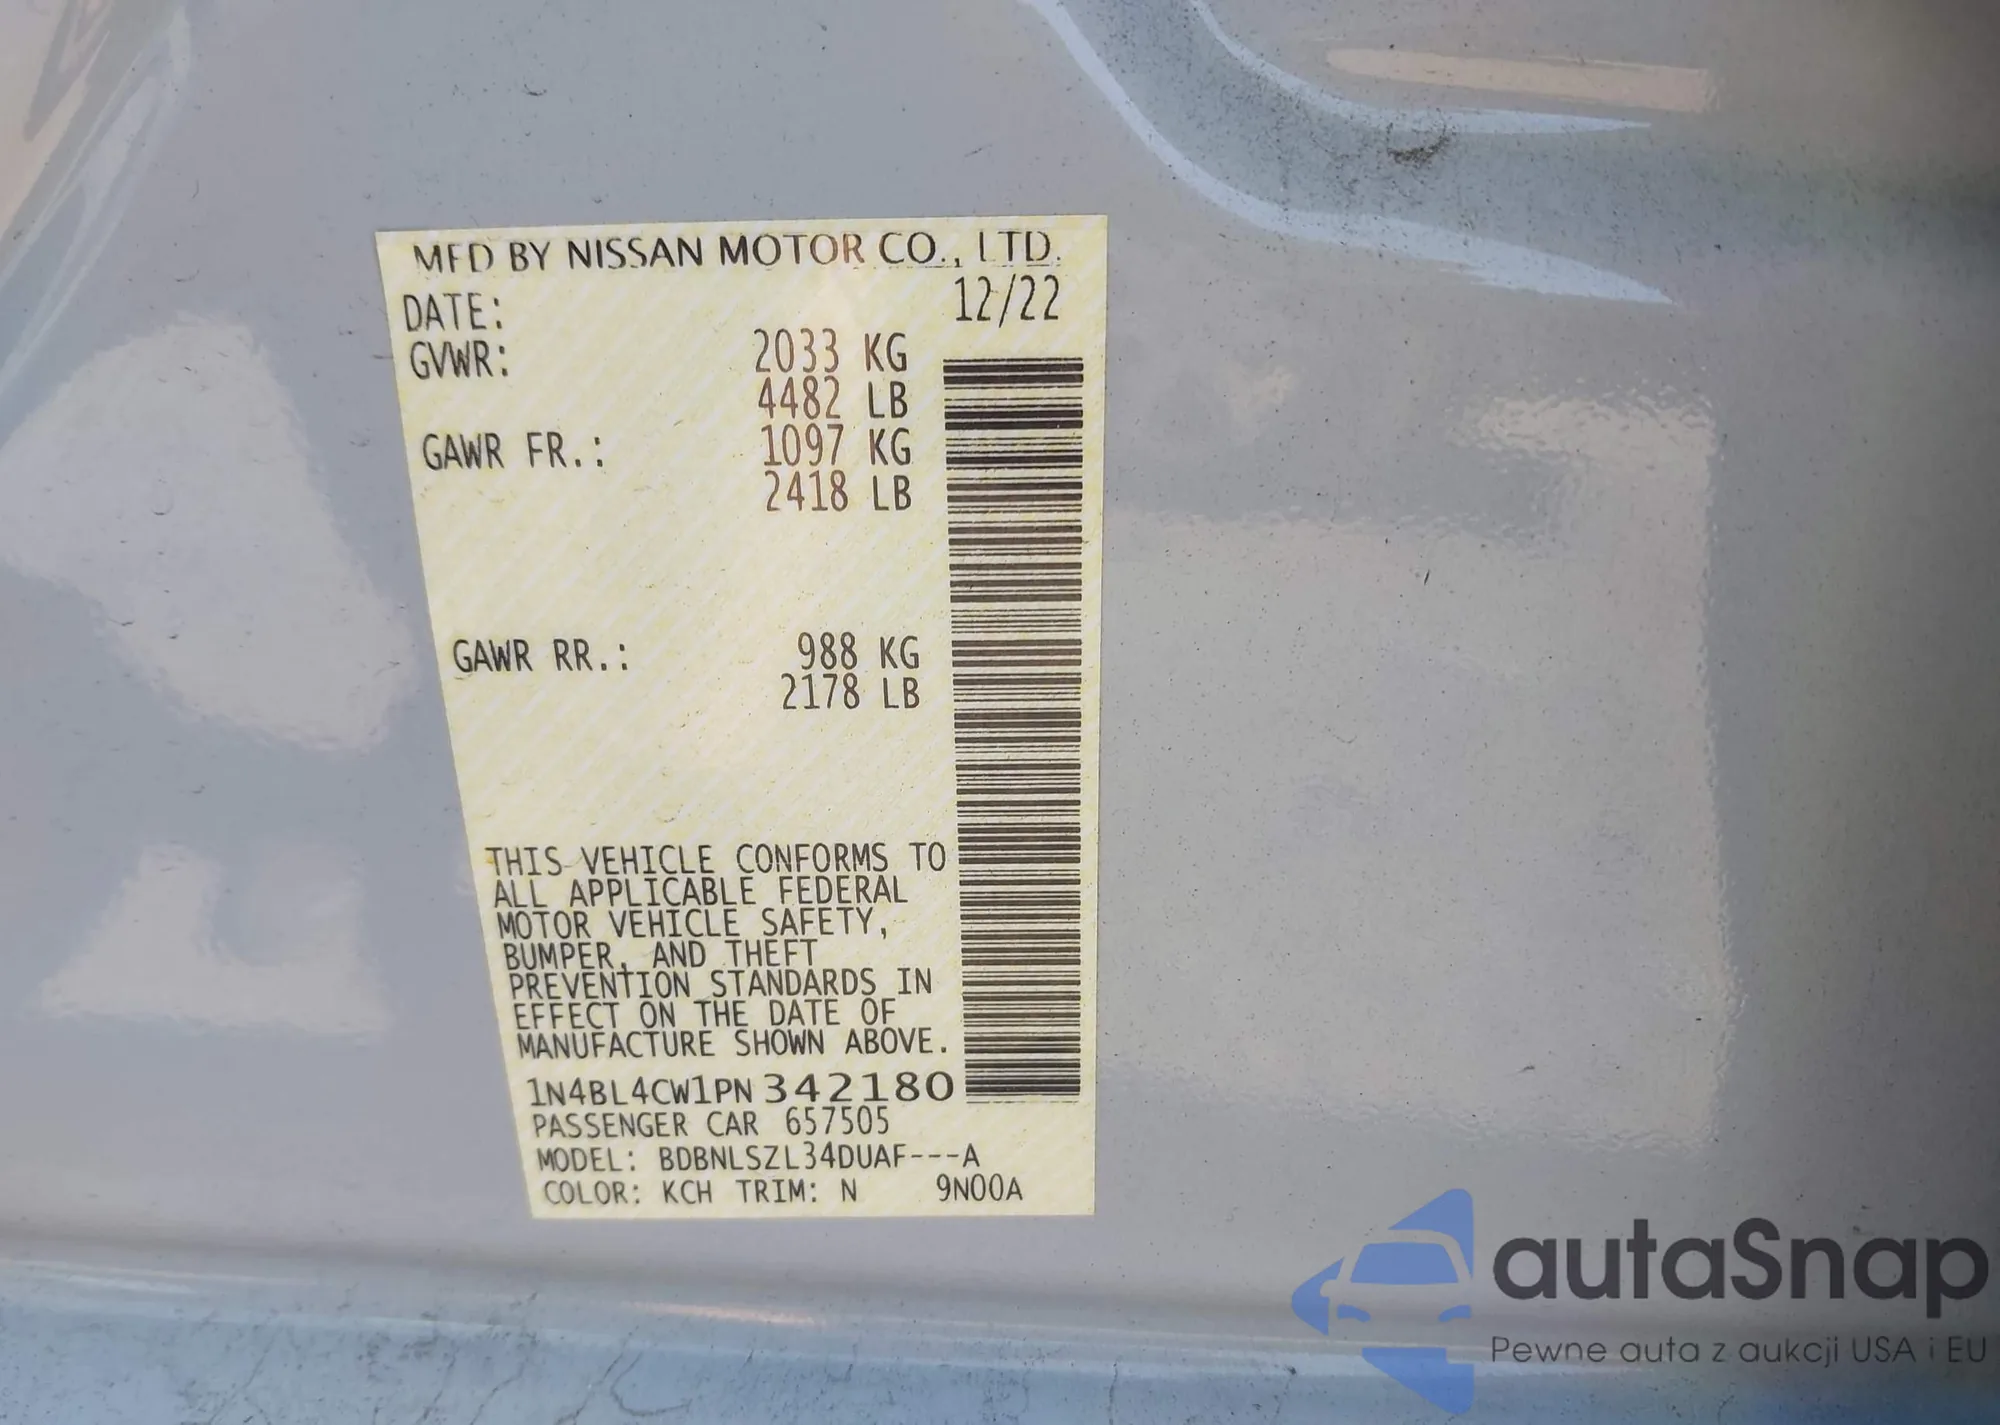 MFD BY NISSAN MOTOR CO., LTD.
DATE: 12/22
GVWR: 2033 KG
4482 LB
GAWR FR.: 1097 KG
2418 LB
GAWR RR.: 988 KG
2178 LB
THIS VEHICLE CONFORMS TO
ALL APPLICABLE FEDERAL
MOTOR VEHICLE SAFETY,
BUMPER, AND THEFT
PREVENTION STANDARDS IN
EFFECT ON THE DATE OF
MANUFACTURE SHOWN ABOVE.
1N4BL4CW1PN342180
PASSENGER CAR 657505
MODEL: BDBNLSZL34DUAF---A
COLOR: KCH TRIM: N 9N00A
autaSnap
Pewne auta z aukcji USA i EU